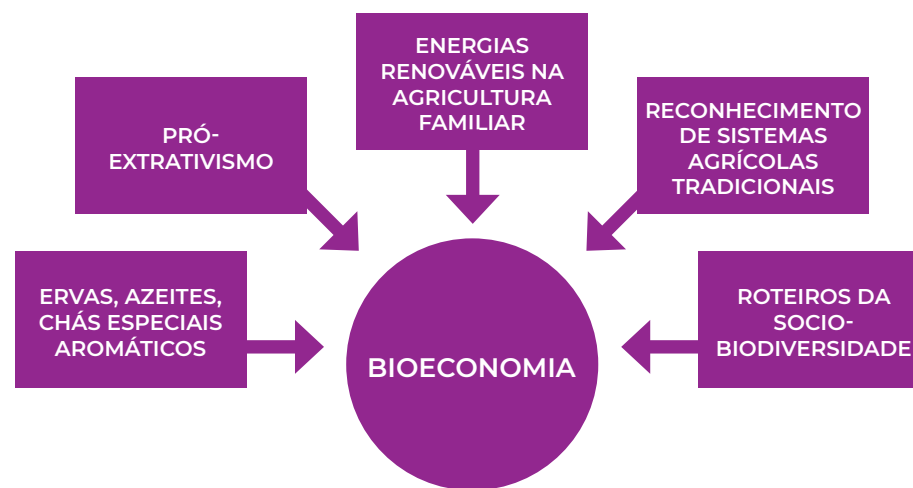 ENERGIAS
RENOVÁVEIS NA
AGRICULTURA
FAMILIAR
PRÓ-
EXTRATIVISMO
RECONHECIMENTO
DE SISTEMAS
AGRÍCOLAS
TRADICIONAIS
ERVAS, AZEITES,
CHÁS ESPECIAIS
AROMÁTICOS
ROTEIROS DA
SOCIO-
BIODIVERSIDADE
BIOECONOMIA